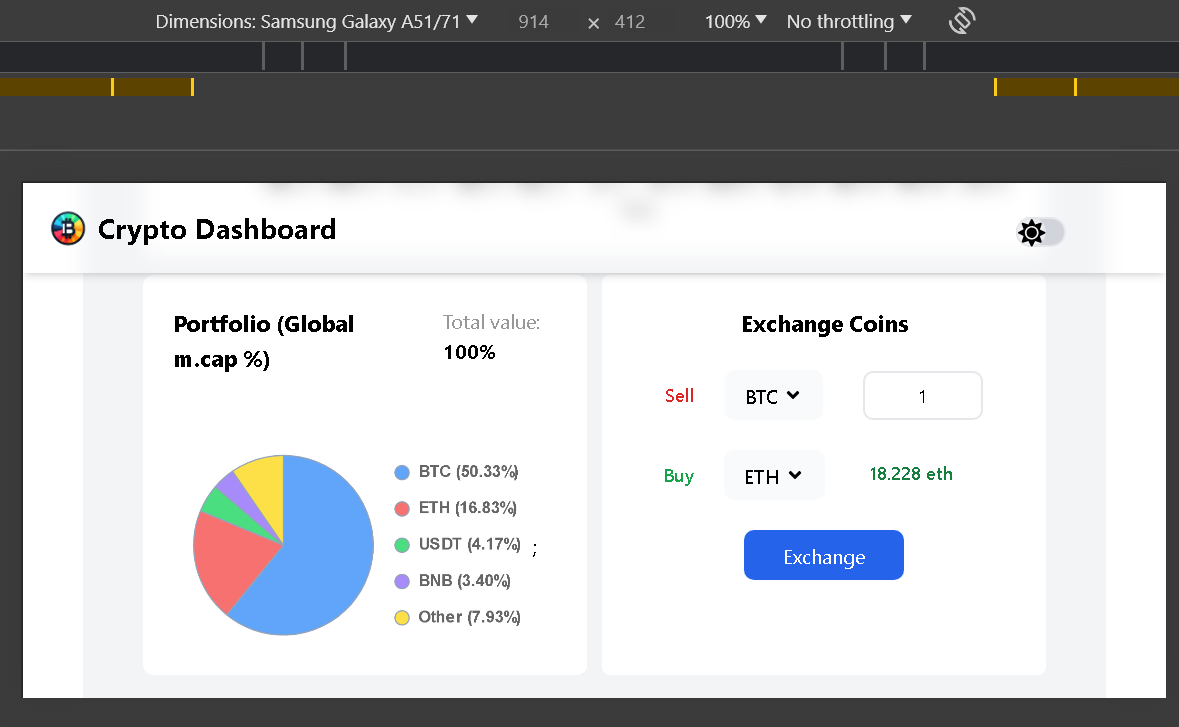 Dimensions: Samsung Galaxy A51/71 914 × 412 100% No throttling
Crypto Dashboard
Portfolio (Global
m.cap %)
Total value:
100%
BTC (50.33%)
ETH (16.83%)
USDT (4.17%) ;
BNB (3.40%)
Other (7.93%)
Exchange Coins
Sell BTC 1
Buy ETH 18.228 eth
Exchange